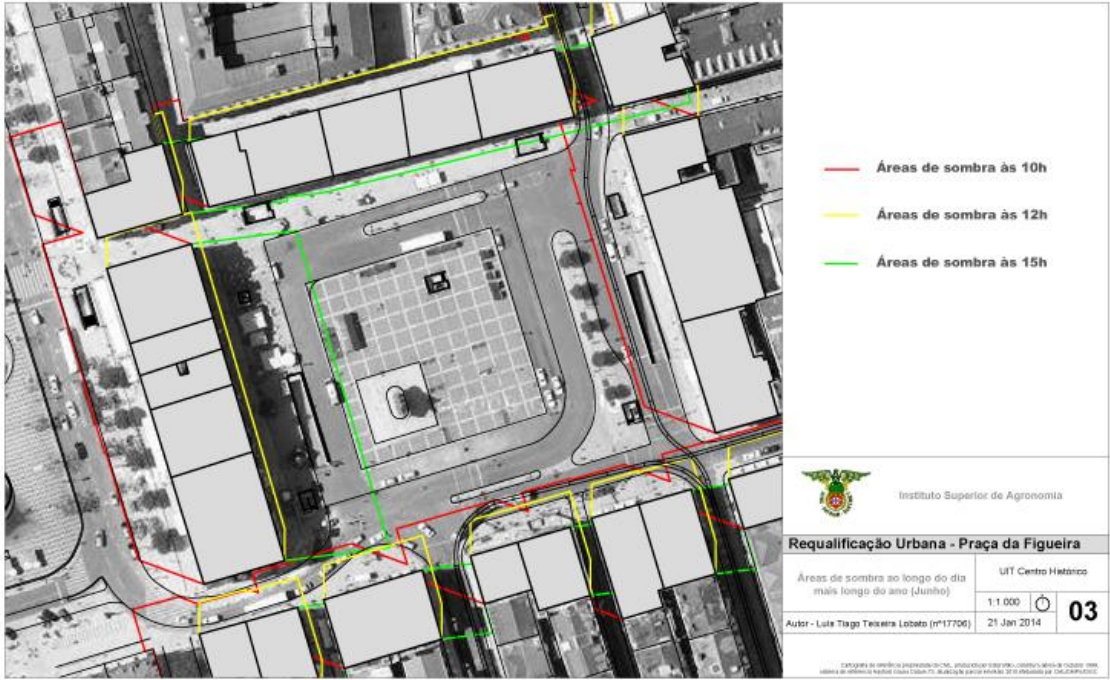 Áreas de sombra às 10h
Áreas de sombra às 12h
Áreas de sombra às 15h
Instituto Superior de Agronomia
Requalificação Urbana - Praça da Figueira
Áreas de sombra ao longo do dia
mais longo do ano (Junho)
UIT Centro Histórico
1:1.000
03
Autor - Luis Tiago Teixeira Lobato (nº17706)
21 Jan 2014